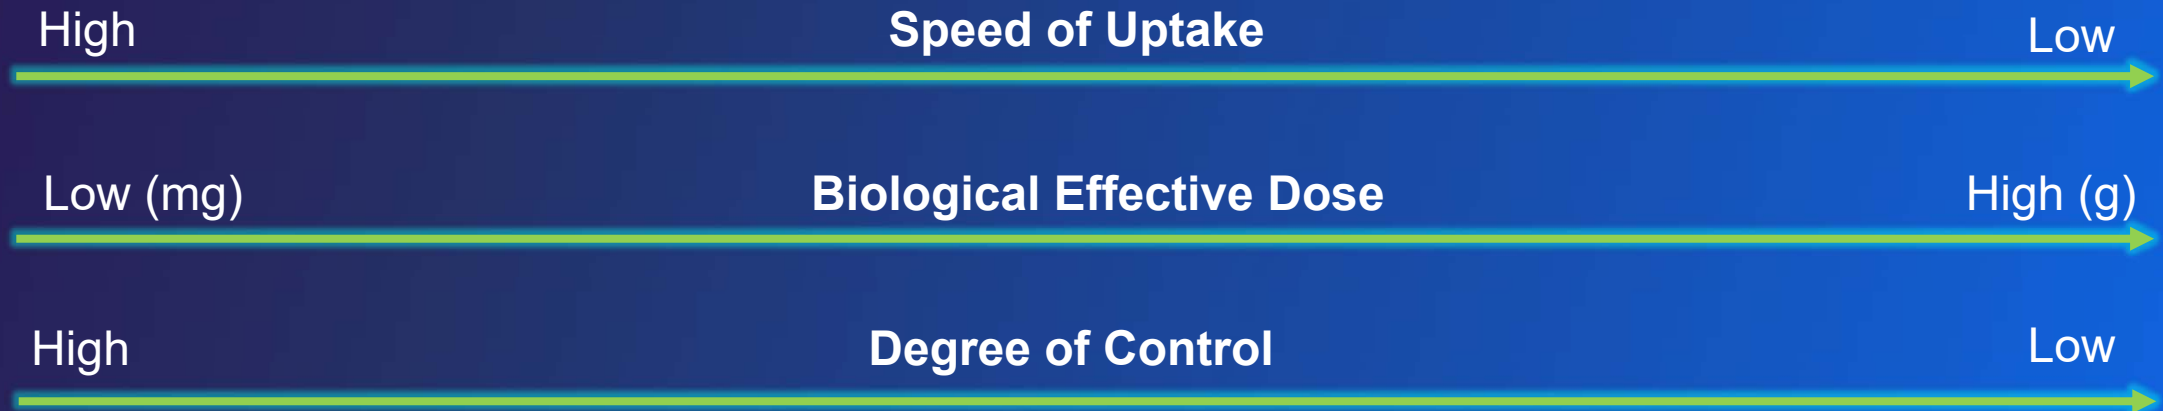 High Speed of Uptake Low
Low (mg) Biological Effective Dose High (g)
High Degree of Control Low